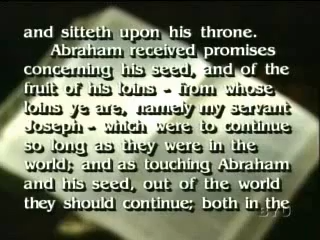 and sitteth upon his throne.
Abraham received promises
concerning his seed, and of the
fruit of his loins - from whose
loins ye are, namely my servant
Joseph - which were to continue
so long as they were in the
world; and as touching Abraham
and his seed, out of the world
they should continue; both in the
BYU